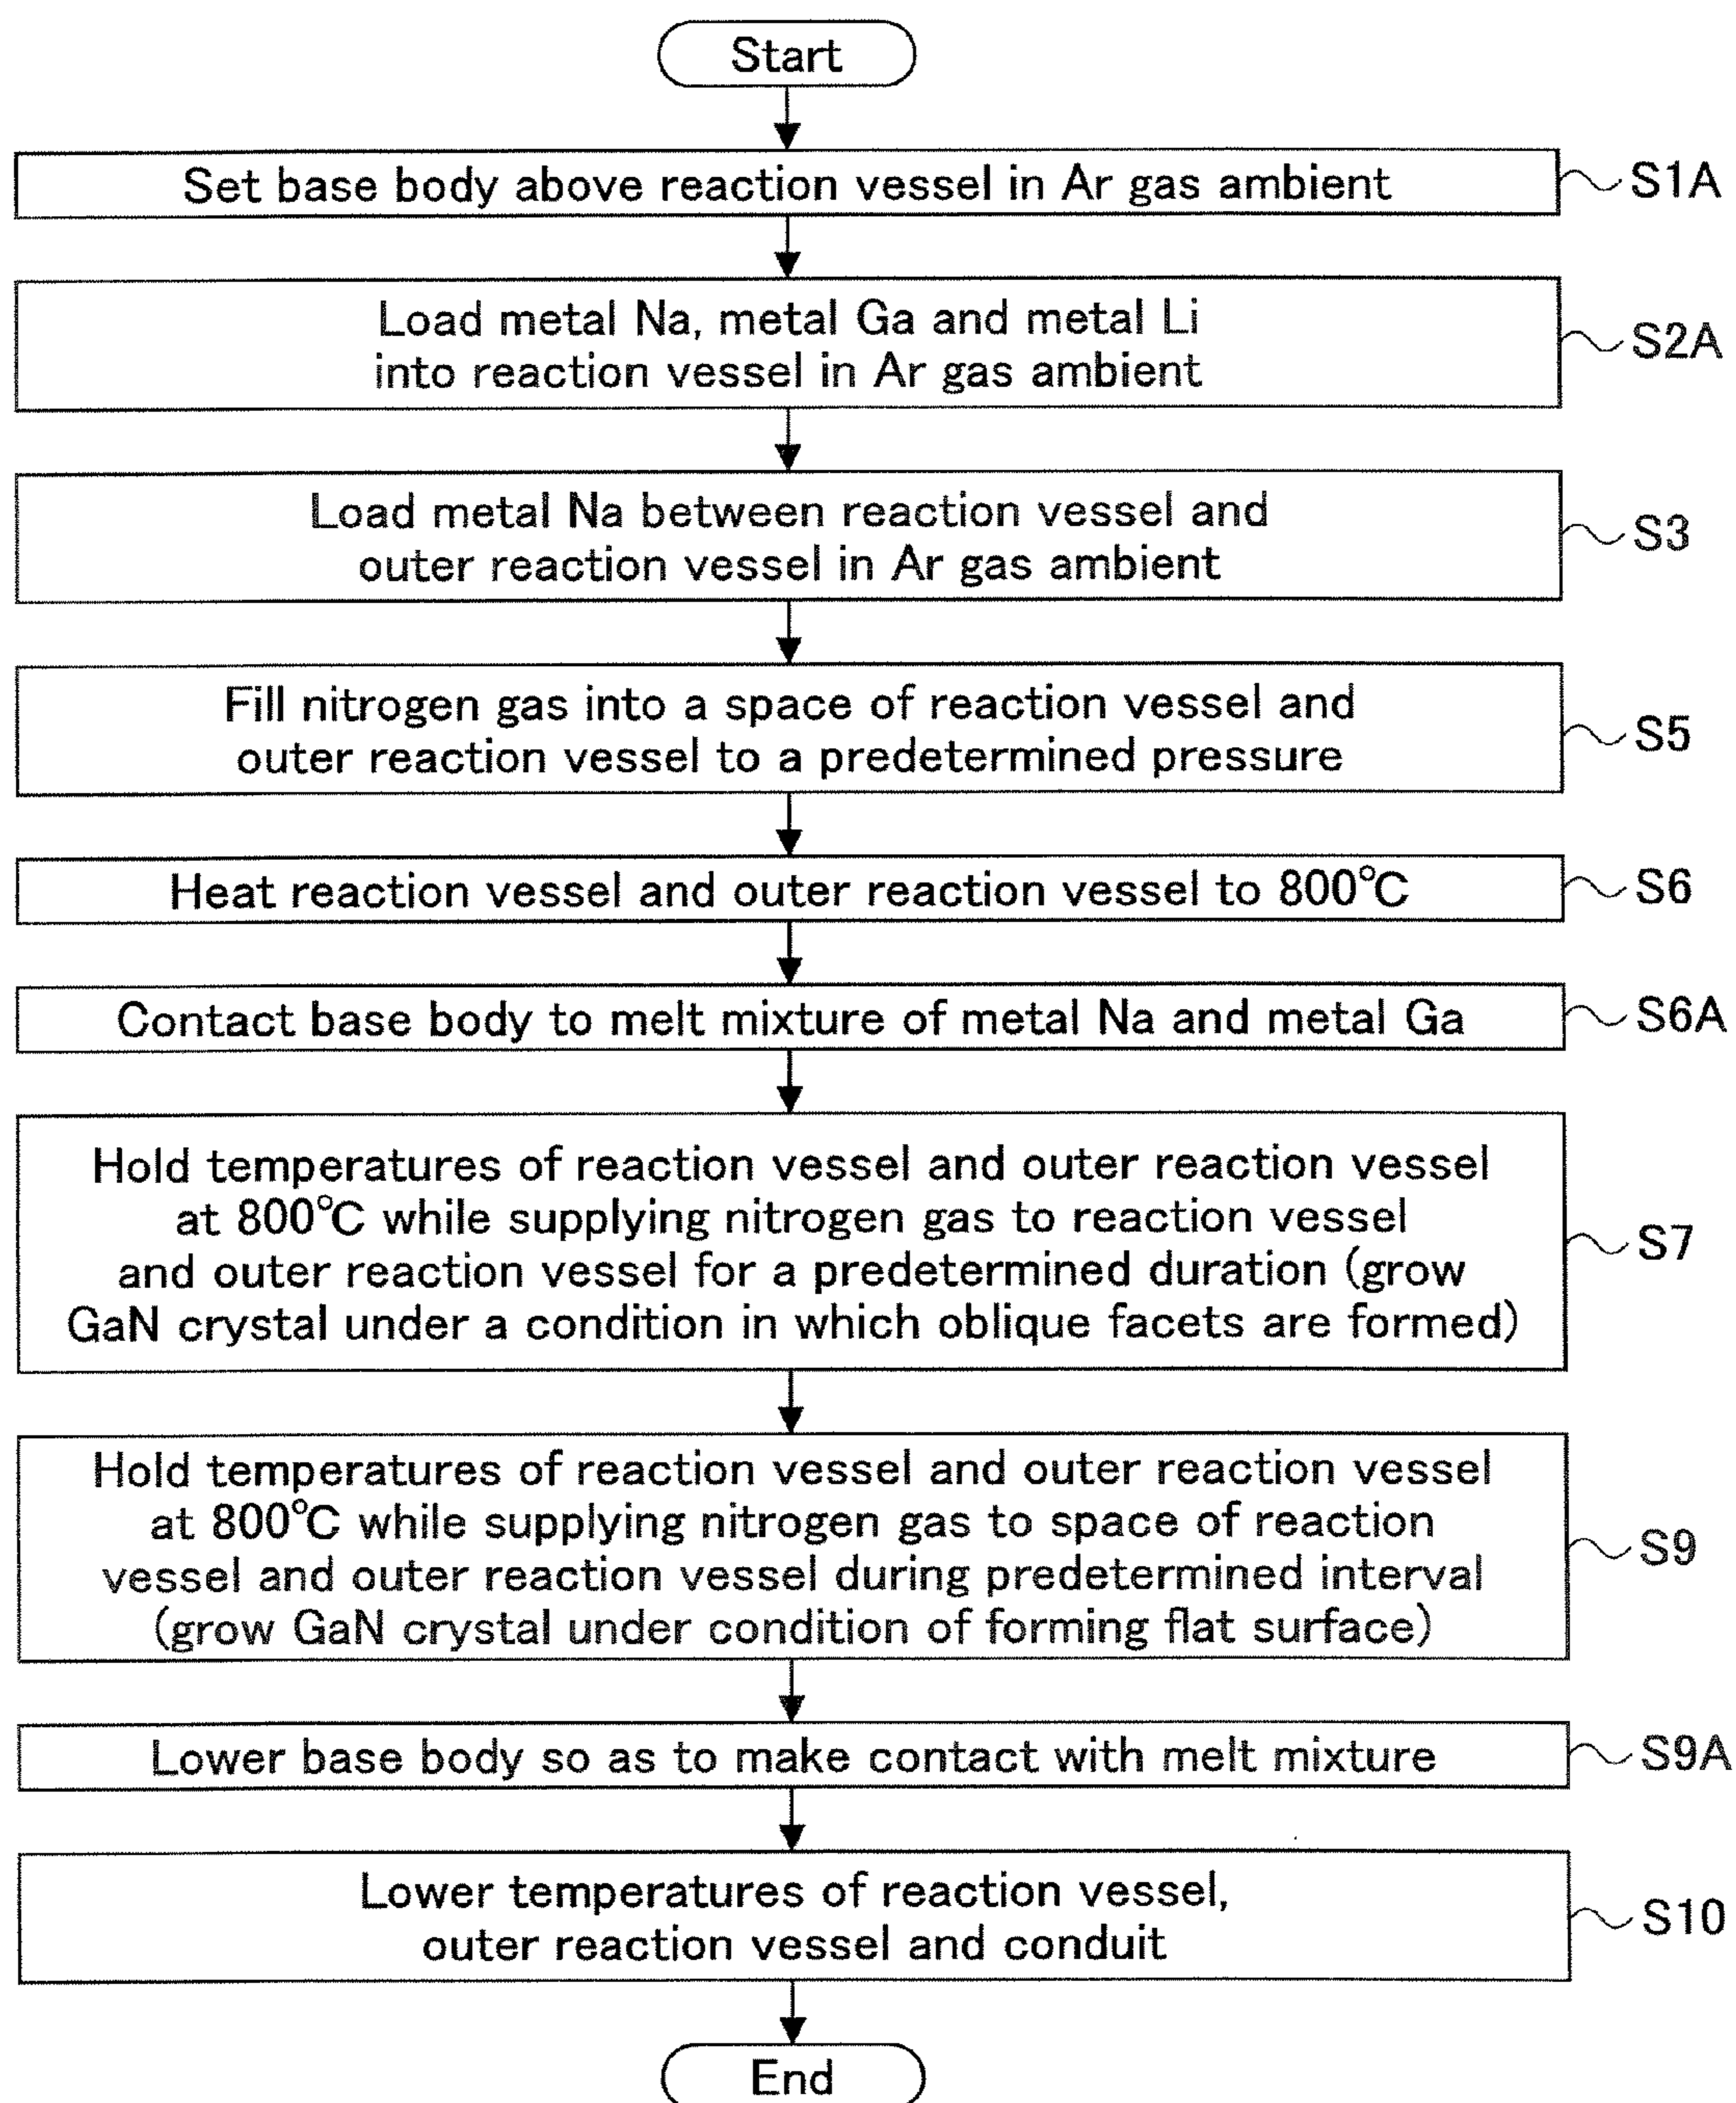 Start
Set base body above reaction vessel in Ar gas ambient
S1A
Load metal Na, metal Ga and metal Li
into reaction vessel in Ar gas ambient
S2A
Load metal Na between reaction vessel and
outer reaction vessel in Ar gas ambient
S3
Fill nitrogen gas into a space of reaction vessel and
outer reaction vessel to a predetermined pressure
S5
Heat reaction vessel and outer reaction vessel to 800℃
S6
Contact base body to melt mixture of metal Na and metal Ga
S6A
Hold temperatures of reaction vessel and outer reaction vessel
at 800℃ while supplying nitrogen gas to reaction vessel
and outer reaction vessel for a predetermined duration (grow
GaN crystal under a condition in which oblique facets are formed)
S7
Hold temperatures of reaction vessel and outer reaction vessel
at 800℃ while supplying nitrogen gas to space of reaction
vessel and outer reaction vessel during predetermined interval
(grow GaN crystal under condition of forming flat surface)
S9
Lower base body so as to make contact with melt mixture
S9A
Lower temperatures of reaction vessel,
outer reaction vessel and conduit
S10
End